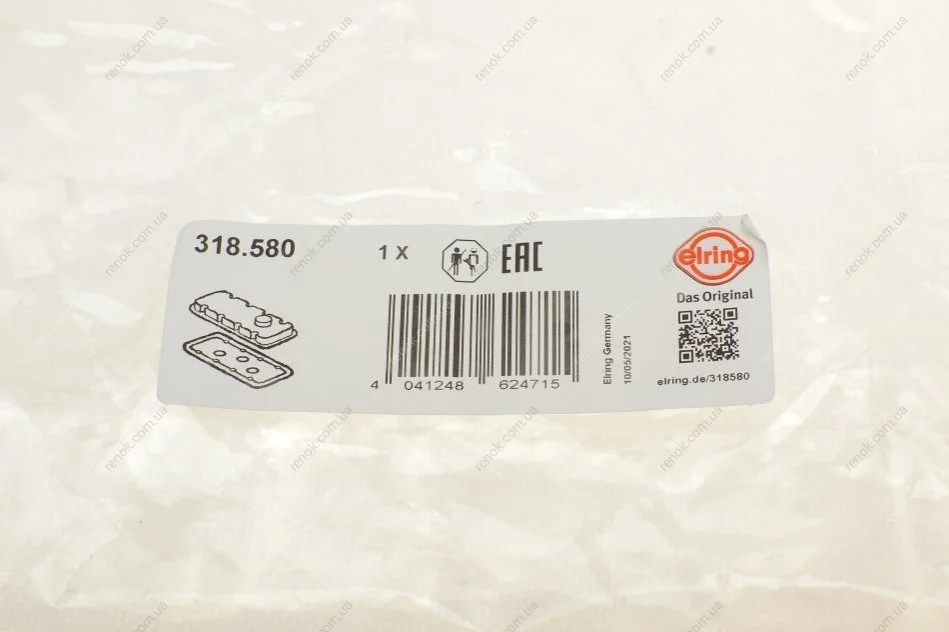 318.580
1 X
EAC
elring
Das Original
4 041248 624715
Elring Germany
10/05/2021
elring.de/318580
renok.com.ua